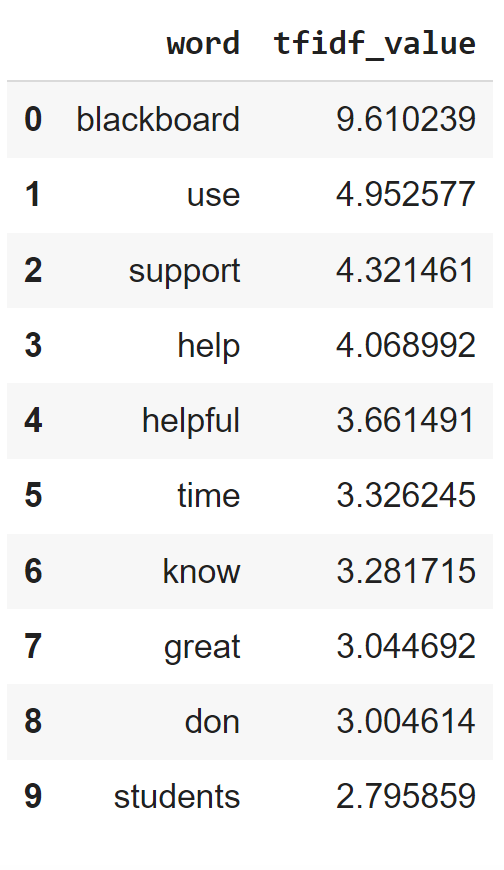 word tfidf_value
0 blackboard 9.610239
1 use 4.952577
2 support 4.321461
3 help 4.068992
4 helpful 3.661491
5 time 3.326245
6 know 3.281715
7 great 3.044692
8 don 3.004614
9 students 2.795859